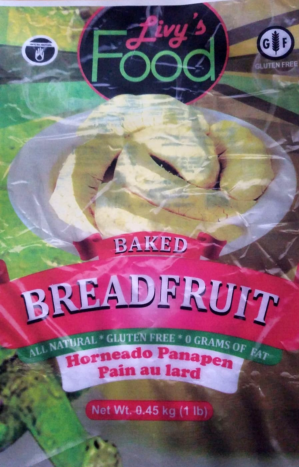 Livy's
Food
GF
GLUTEN FREE
BAKED
BREADFRUIT
ALL NATURAL * GLUTEN FREE * 0 GRAMS OF FAT
Horneado Panapen
Pain au lard
Net Wt. 0.45 kg (1 lb)